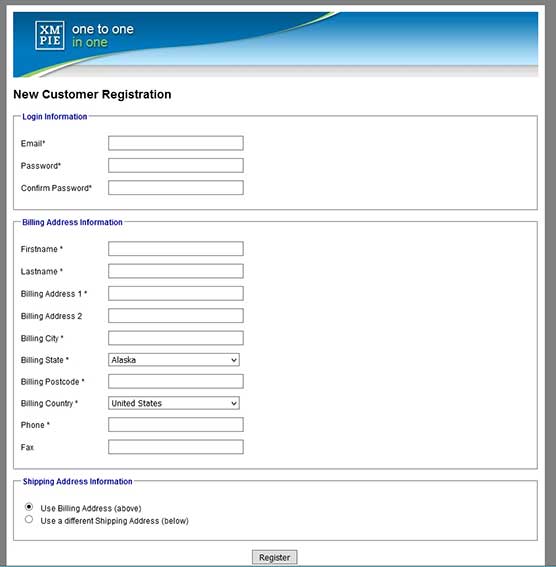 XM
PIE
one to one
in one
New Customer Registration
Login Information
Email*
Password*
Confirm Password*
Billing Address Information
Firstname *
Lastname *
Billing Address 1 *
Billing Address 2
Billing City *
Billing State * Alaska
Billing Postcode *
Billing Country * United States
Phone *
Fax
Shipping Address Information
Use Billing Address (above)
Use a different Shipping Address (below)
Register